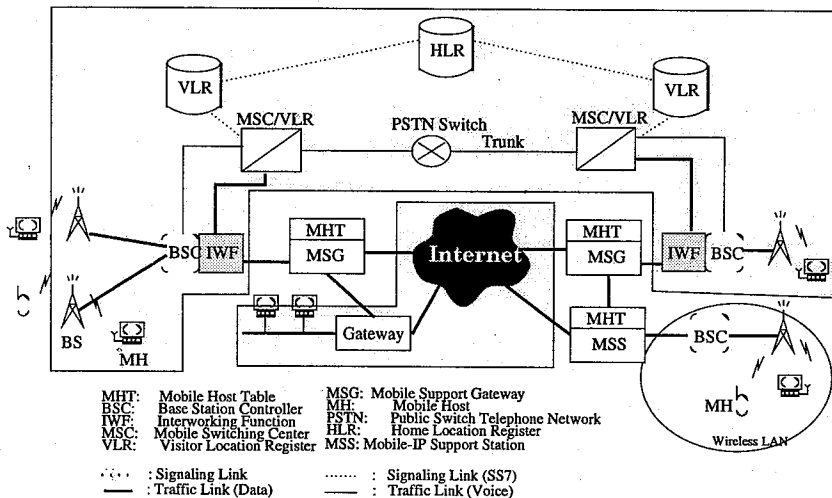 HLR
VLR
VLR
MSC/VLR
PSTN Switch
MSC/VLR
Trunk
MHT
MSG
Internet
MHT
MSG
BSC
IWF
IWF
BSC
Gateway
MHT
MSS
BSC
BS
MH
MH
Wireless LAN
MHT: Mobile Host Table
BSC: Base Station Controller
IWF: Interworking Function
MSC: Mobile Switching Center
VLR: Visitor Location Register
MSG: Mobile Support Gateway
MH: Mobile Host
PSTN: Public Switch Telephone Network
HLR: Home Location Register
MSS: Mobile-IP Support Station
: Signaling Link
: Signaling Link (SS7)
: Traffic Link (Data)
: Traffic Link (Voice)